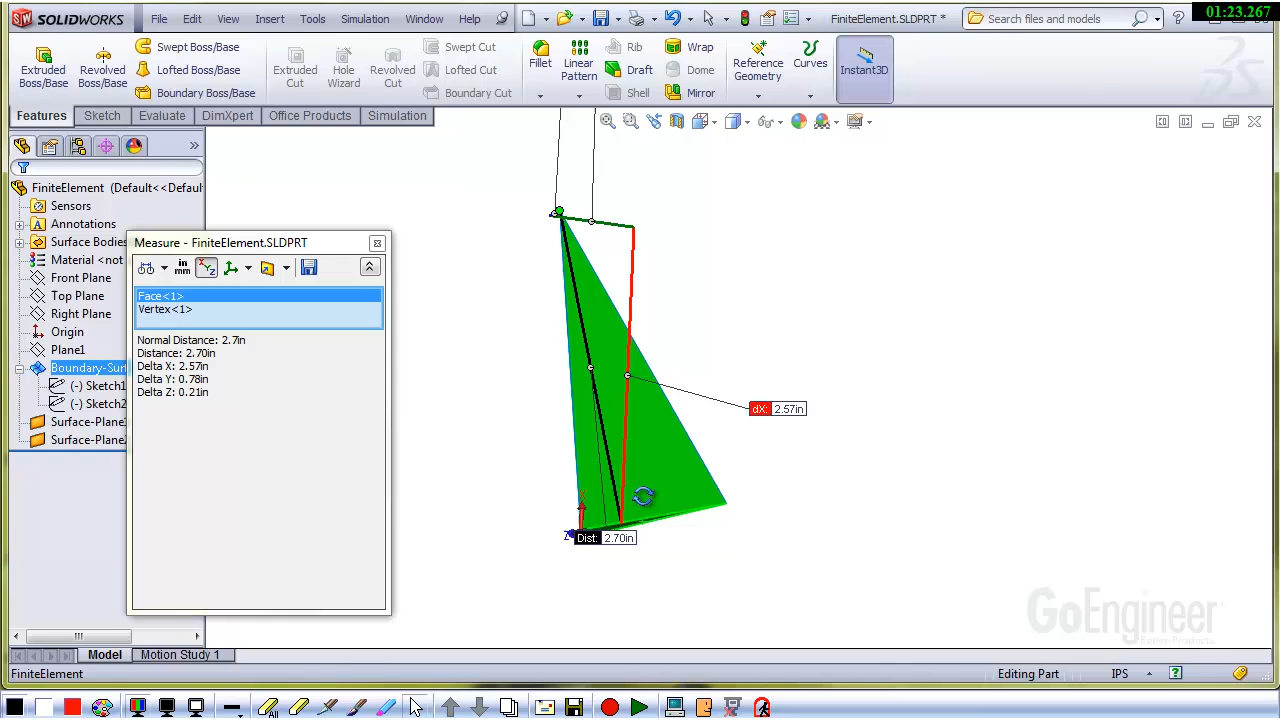 SOLIDWORKS File Edit View Insert Tools Simulation Window Help FiniteElement.SLDPRT * Search files and models 01:23.267
Extruded Boss/Base
Revolved Boss/Base
Swept Boss/Base
Lofted Boss/Base
Boundary Boss/Base
Extruded Cut
Hole Wizard
Revolved Cut
Swept Cut
Lofted Cut
Boundary Cut
Fillet
Linear Pattern
Rib
Draft
Shell
Wrap
Dome
Mirror
Reference Geometry
Curves
Instant3D
Features Sketch Evaluate DimXpert Office Products Simulation
FiniteElement (Default<<Defaul
Sensors
Annotations
Surface Bodies
Material <not
Front Plane
Top Plane
Right Plane
Origin
Plane1
Boundary-Surf
(-) Sketch1
(-) Sketch2
Surface-Plane
Surface-Plane
Measure - FiniteElement.SLDPRT
in
mm
Face<1>
Vertex<1>
Normal Distance: 2.7in
Distance: 2.70in
Delta X: 2.57in
Delta Y: 0.78in
Delta Z: 0.21in
dX: 2.57in
Z
Dist: 2.70in
GoEngineer
Model Motion Study 1
FiniteElement Editing Part IPS